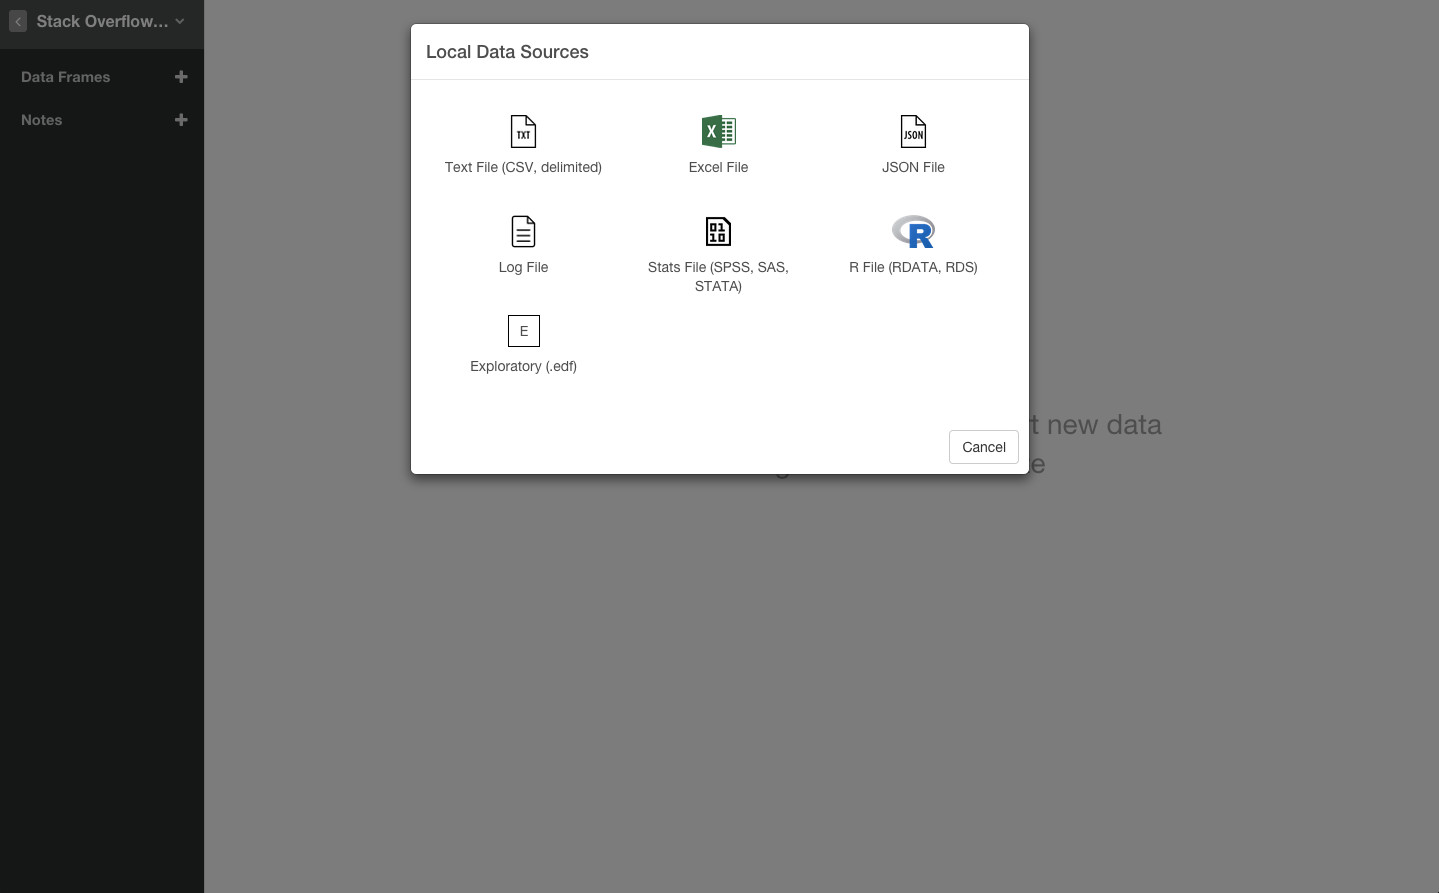 Stack Overflow...
Data Frames
Notes
Local Data Sources
TXT
Text File (CSV, delimited)
X
Excel File
JSON
JSON File
Log File
01
10
Stats File (SPSS, SAS,
STATA)
R
R File (RDATA, RDS)
E
Exploratory (.edf)
new data
Cancel